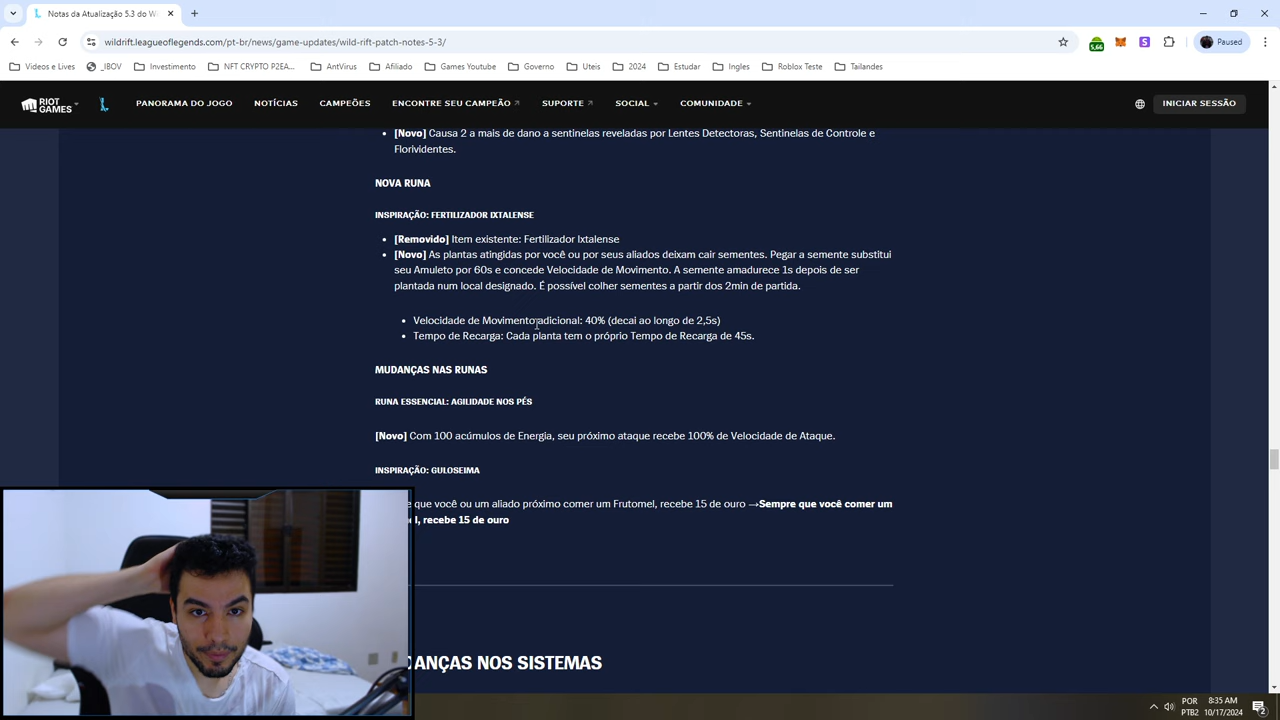 Notas da Atualização 5.3 do Wi
wildrift.leagueoflegends.com/pt-br/news/game-updates/wild-rift-patch-notes-5-3/
5,66
S
Paused
Videos e Lives
_IBOV
Investimento
NFT CRYPTO P2EA...
AntVirus
Afiliado
Games Youtube
Governo
Uteis
2024
Estudar
Ingles
Roblox Teste
Tailandes
RIOT GAMES
PANORAMA DO JOGO
NOTÍCIAS
CAMPEÕES
ENCONTRE SEU CAMPEÃO
SUPORTE
SOCIAL
COMUNIDADE
INICIAR SESSÃO
[Novo] Causa 2 a mais de dano a sentinelas reveladas por Lentes Detectoras, Sentinelas de Controle e
Florividentes.
NOVA RUNA
INSPIRAÇÃO: FERTILIZADOR IXTALENSE
[Removido] Item existente: Fertilizador Ixtalense
[Novo] As plantas atingidas por você ou por seus aliados deixam cair sementes. Pegar a semente substitui
seu Amuleto por 60s e concede Velocidade de Movimento. A semente amadurece 1s depois de ser
plantada num local designado. É possível colher sementes a partir dos 2min de partida.
Velocidade de Movimento adicional: 40% (decai ao longo de 2,5s)
Tempo de Recarga: Cada planta tem o próprio Tempo de Recarga de 45s.
MUDANÇAS NAS RUNAS
RUNA ESSENCIAL: AGILIDADE NOS PÉS
[Novo] Com 100 acúmulos de Energia, seu próximo ataque recebe 100% de Velocidade de Ataque.
INSPIRAÇÃO: GULOSEIMA
que você ou um aliado próximo comer um Frutomel, recebe 15 de ouro →Sempre que você comer um
l, recebe 15 de ouro
ANÇAS NOS SISTEMAS
POR
PTB2
8:35 AM
10/17/2024
2